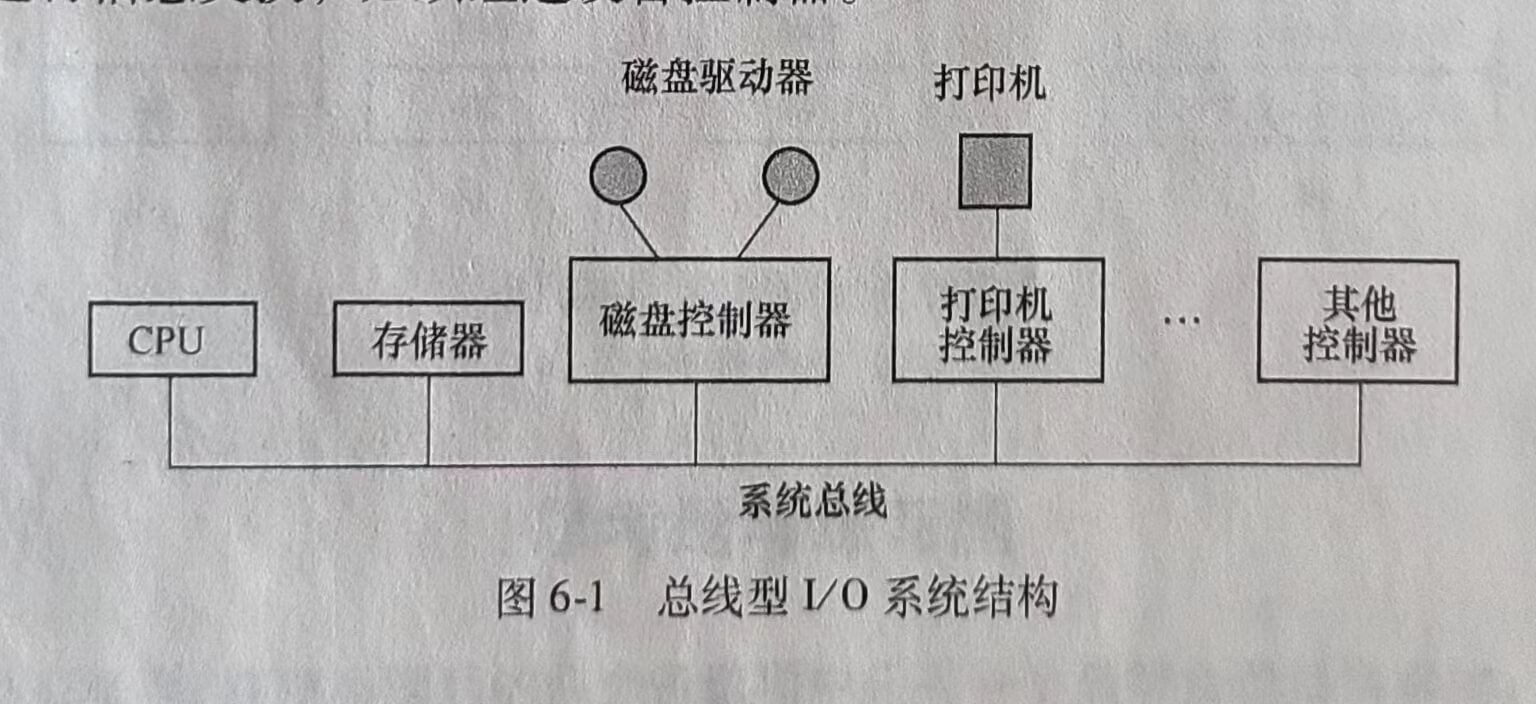 磁盘驱动器
打印机
CPU
存储器
磁盘控制器
打印机
控制器
…
其他
控制器
系统总线
图 6-1 总线型 I/O 系统结构